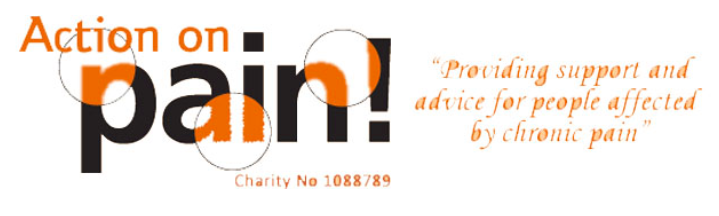 Action on
pain!
Charity No 1088789
“Providing support and
advice for people affected
by chronic pain”